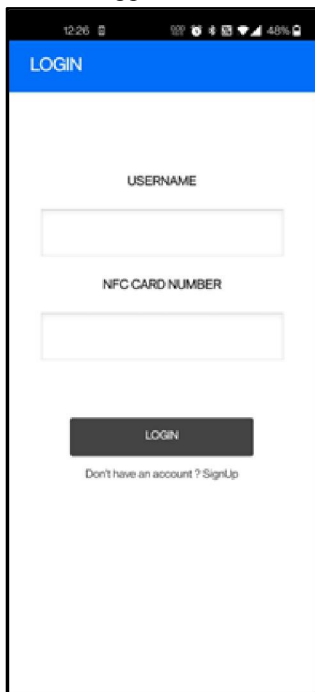 12:26 48%
LOGIN
USERNAME
NFC CARD NUMBER
LOGIN
Don't have an account ? SignUp